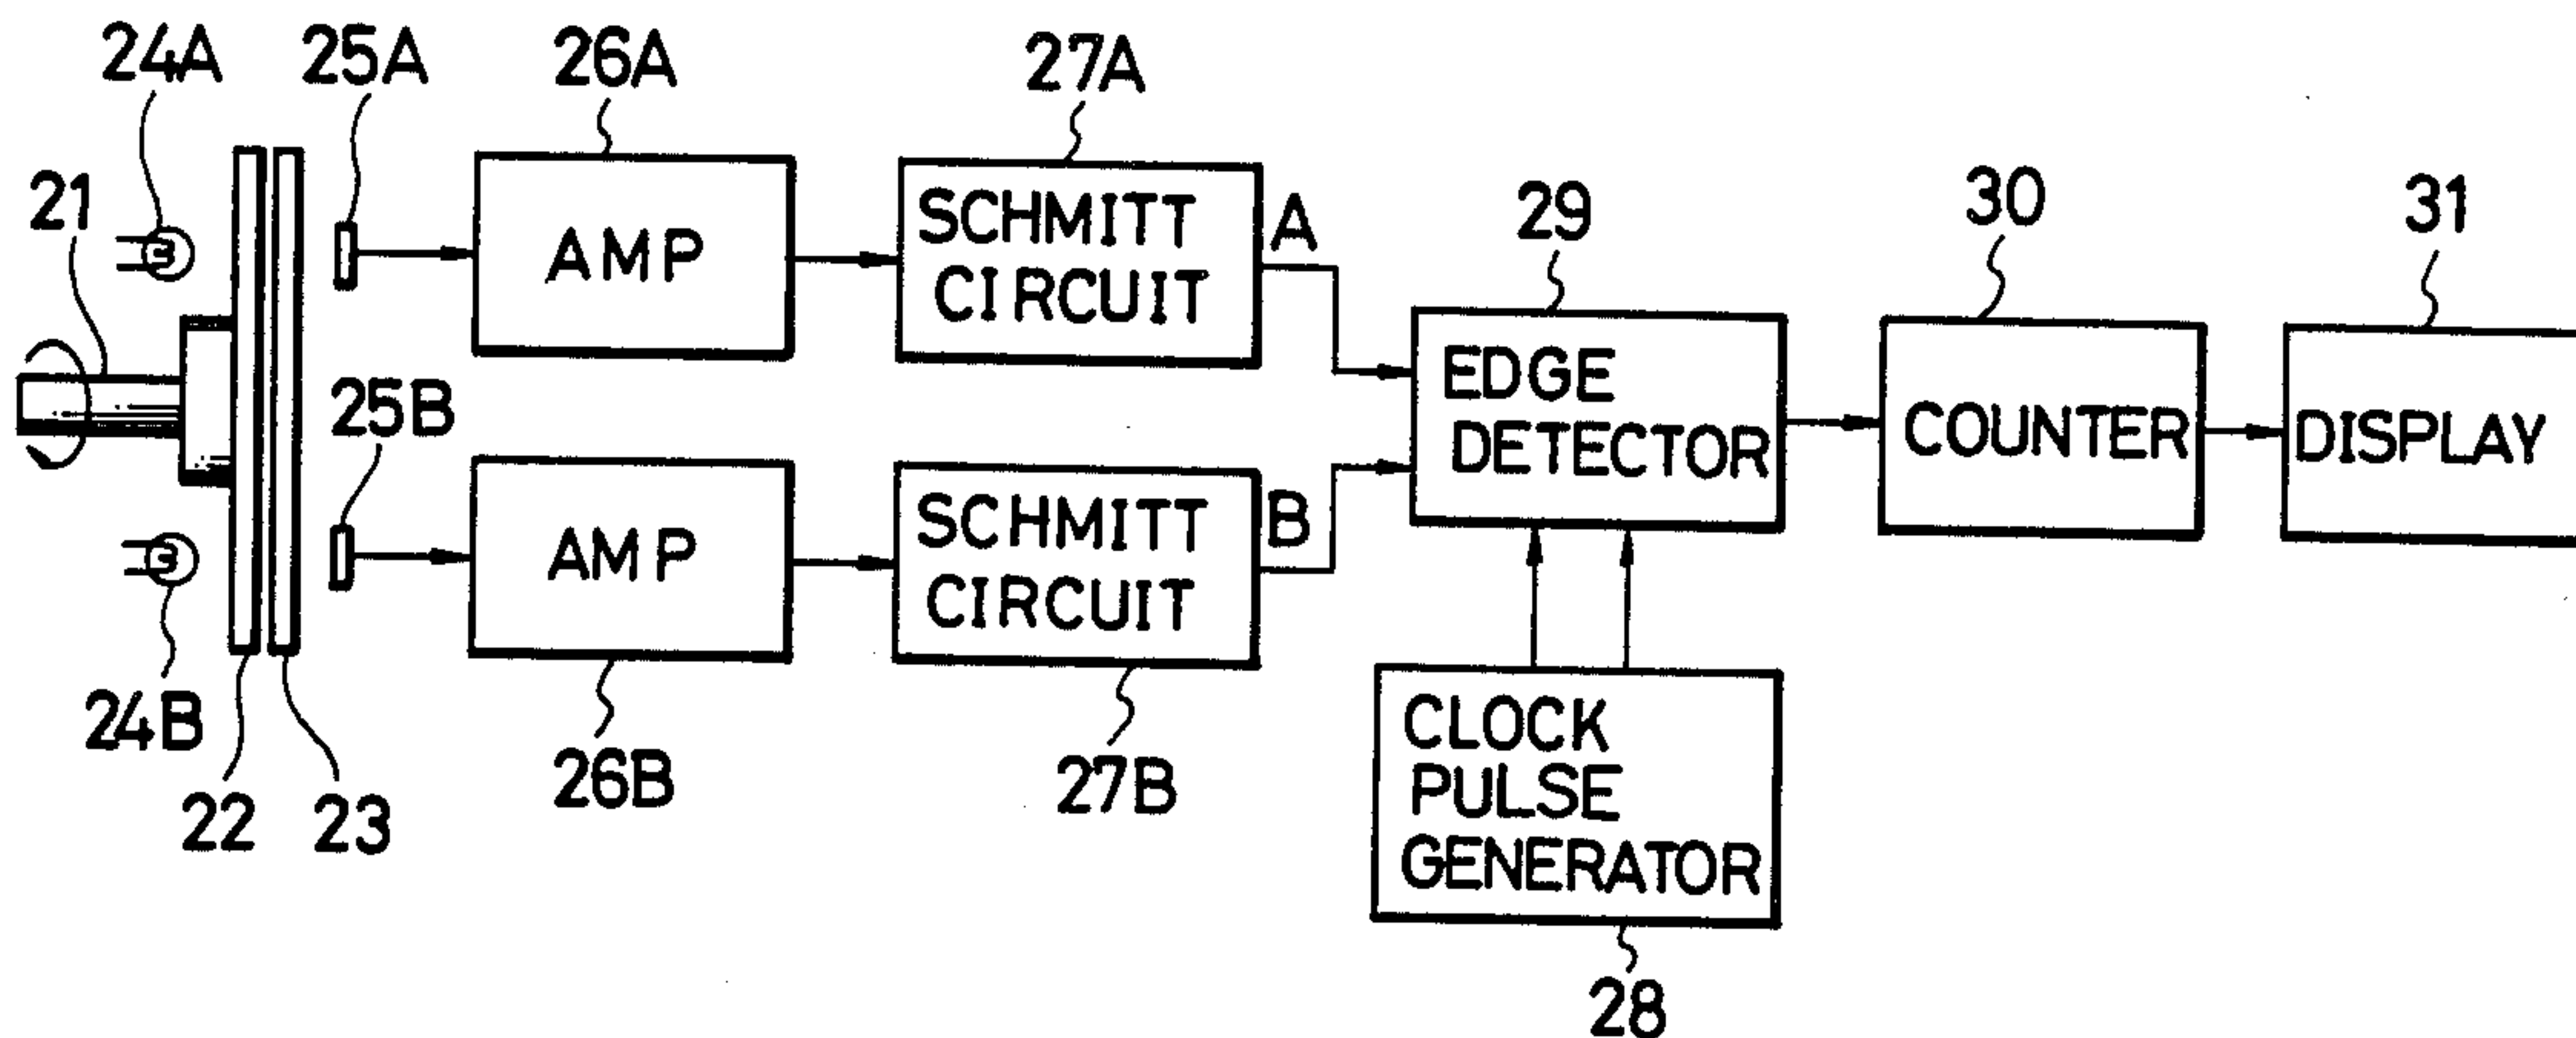 24A
25A
26A
27A
21
29
30
31
AMP
SCHMITT
CIRCUIT
A
EDGE
DETECTOR
COUNTER
DISPLAY
25B
AMP
SCHMITT
CIRCUIT
B
24B
22
23
26B
27B
CLOCK
PULSE
GENERATOR
28